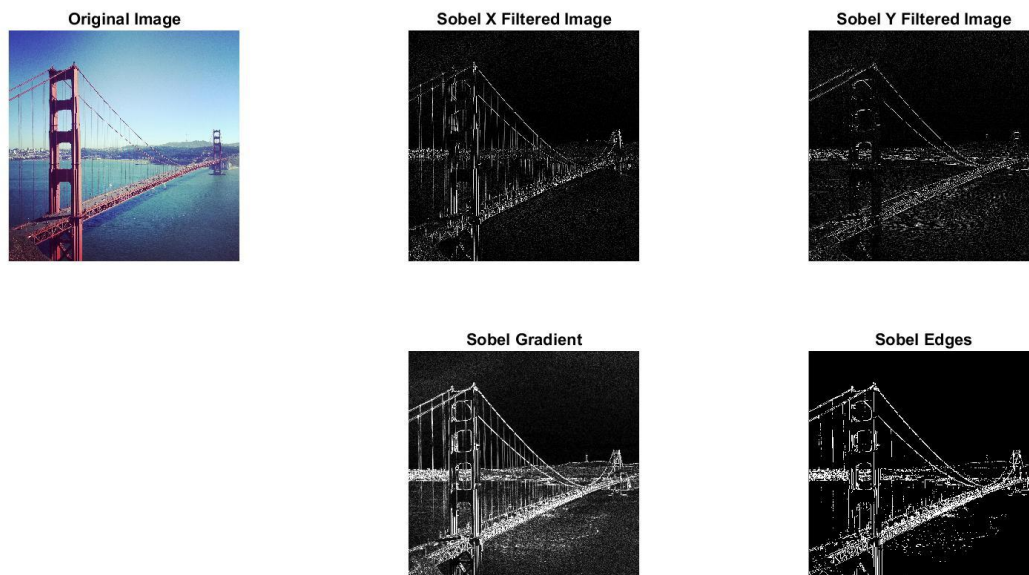 Original Image
Sobel X Filtered Image
Sobel Y Filtered Image
Sobel Gradient
Sobel Edges